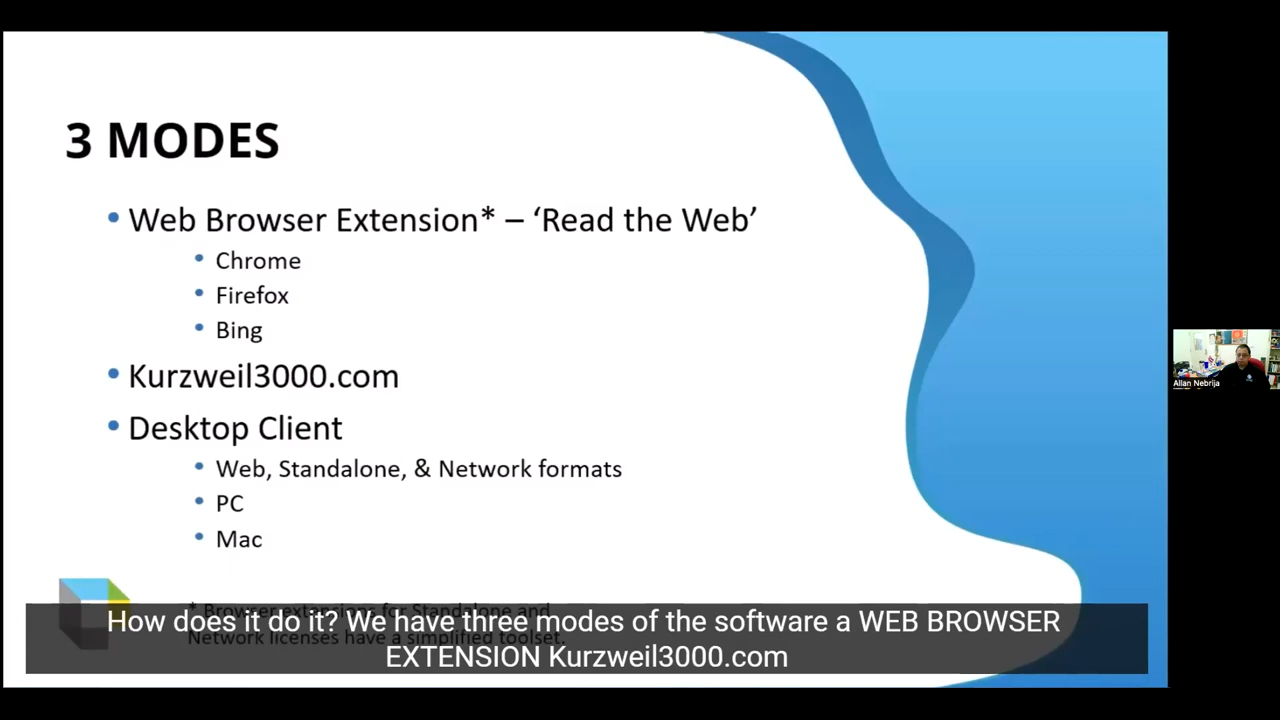 3 MODES
• Web Browser Extension* – ‘Read the Web’
• Chrome
• Firefox
• Bing
• Kurzweil3000.com
• Desktop Client
• Web, Standalone, & Network formats
• PC
• Mac
* Browser extensions for Standalone and
Network licenses have a simplified toolset.
How does it do it? We have three modes of the software a WEB BROWSER
EXTENSION Kurzweil3000.com
Allan Nebrija